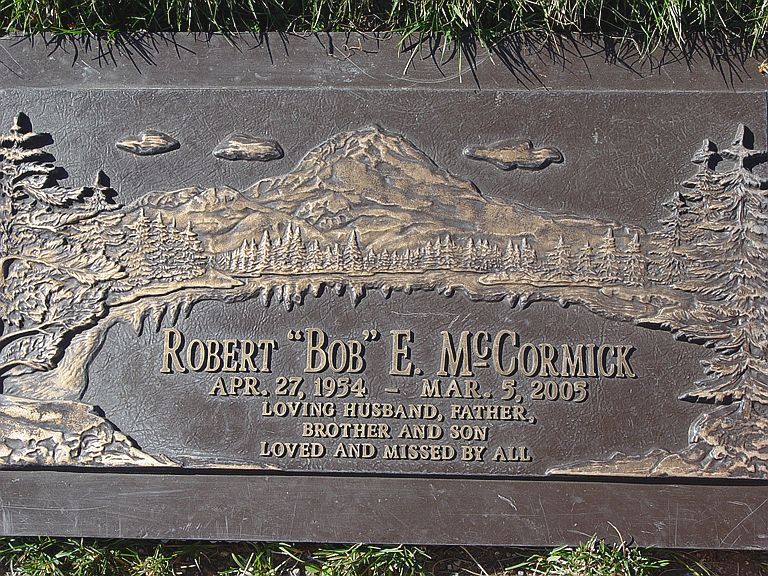 ROBERT "BOB" E. MCCORMICK
APR. 27, 1954 - MAR. 5, 2005
LOVING HUSBAND, FATHER,
BROTHER AND SON
LOVED AND MISSED BY ALL